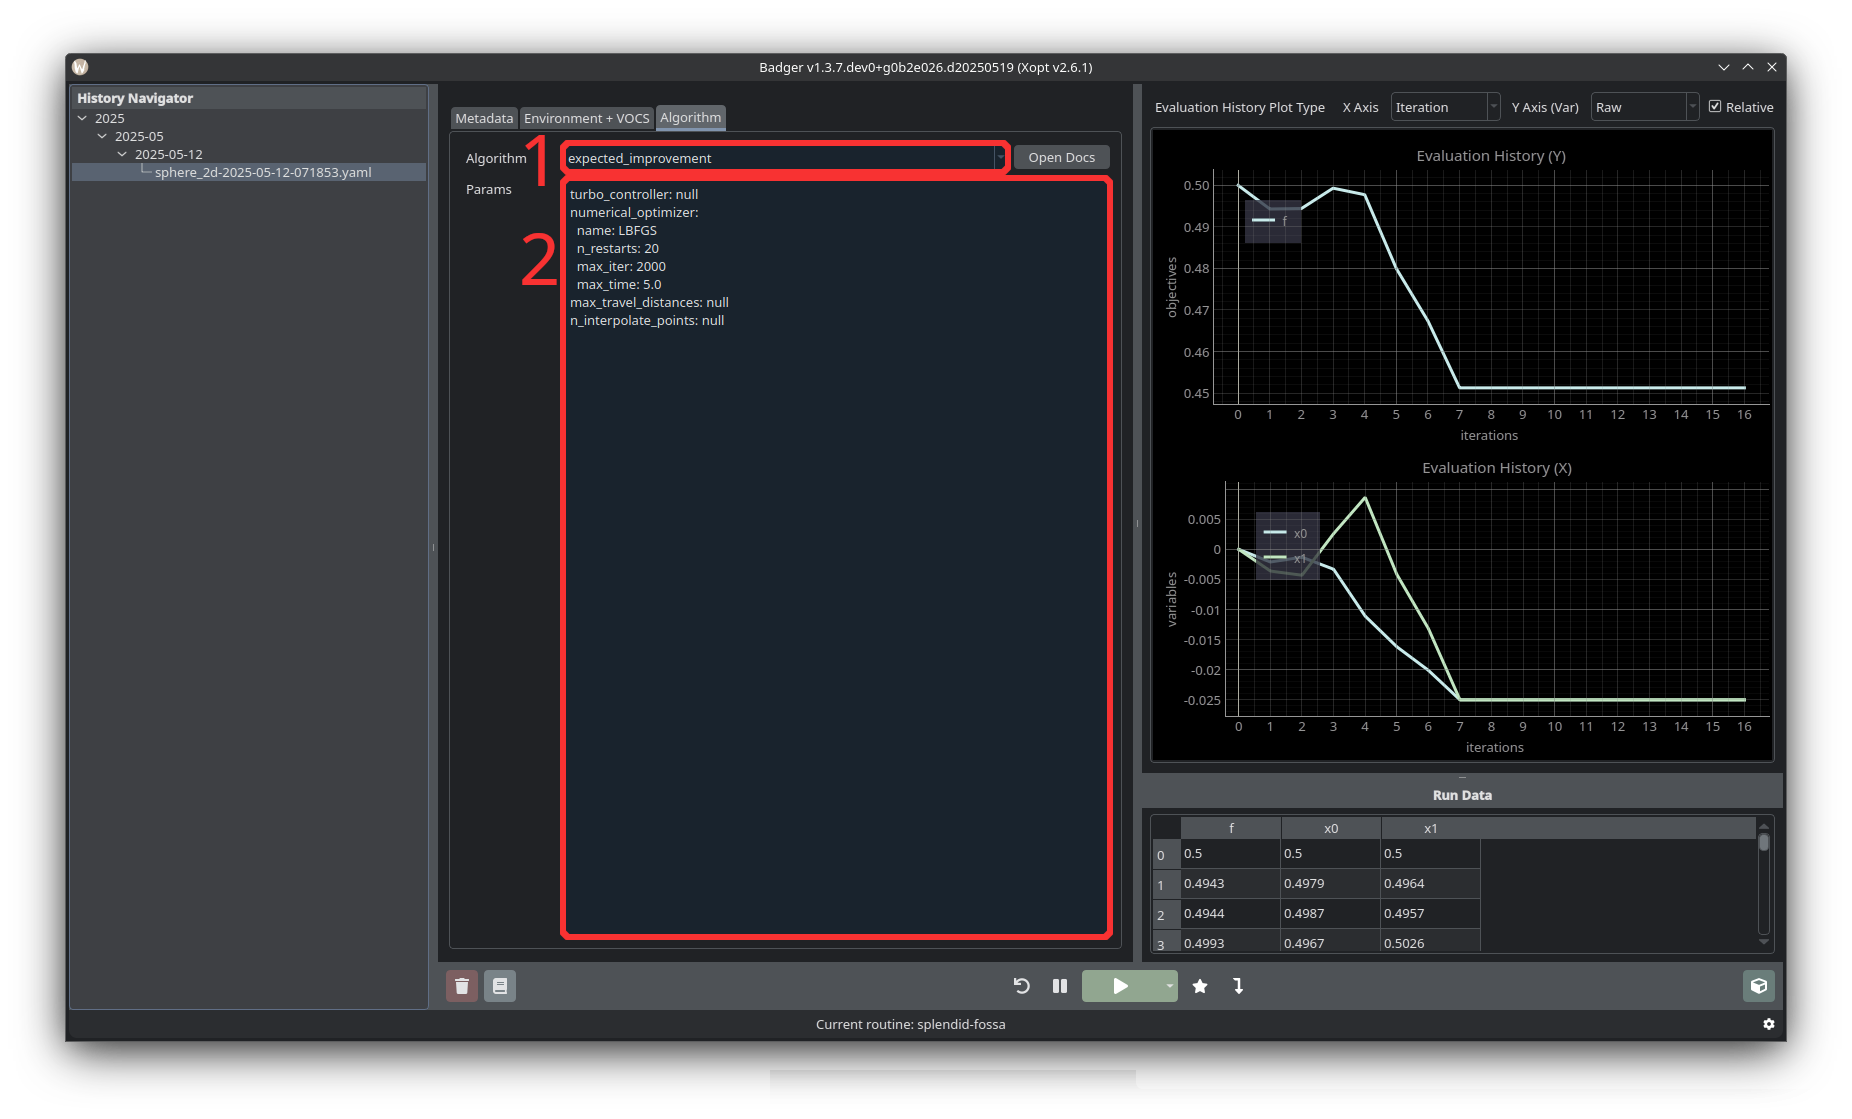 Badger v1.3.7.dev0+g0b2e026.d20250519 (Xopt v2.6.1)
History Navigator
2025
2025-05
2025-05-12
sphere_2d-2025-05-12-071853.yaml
Metadata
Environment + VOCS
Algorithm
Algorithm
1
expected_improvement
Open Docs
Params
2
turbo_controller: null
numerical_optimizer:
name: LBFGS
n_restarts: 20
max_iter: 2000
max_time: 5.0
max_travel_distances: null
n_interpolate_points: null
Evaluation History Plot Type X Axis Iteration Y Axis (Var) Raw Relative
Evaluation History (Y)
0.50
0.49
0.48
0.47
0.46
0.45
objectives
f
0 1 2 3 4 5 6 7 8 9 10 11 12 13 14 15 16
iterations
Evaluation History (X)
0.005
0
-0.005
-0.01
-0.015
-0.02
-0.025
variables
x0
x1
0 1 2 3 4 5 6 7 8 9 10 11 12 13 14 15 16
iterations
Run Data
f x0 x1
0 0.5 0.5 0.5
1 0.4943 0.4979 0.4964
2 0.4944 0.4987 0.4957
3 0.4993 0.4967 0.5026
Current routine: splendid-fossa